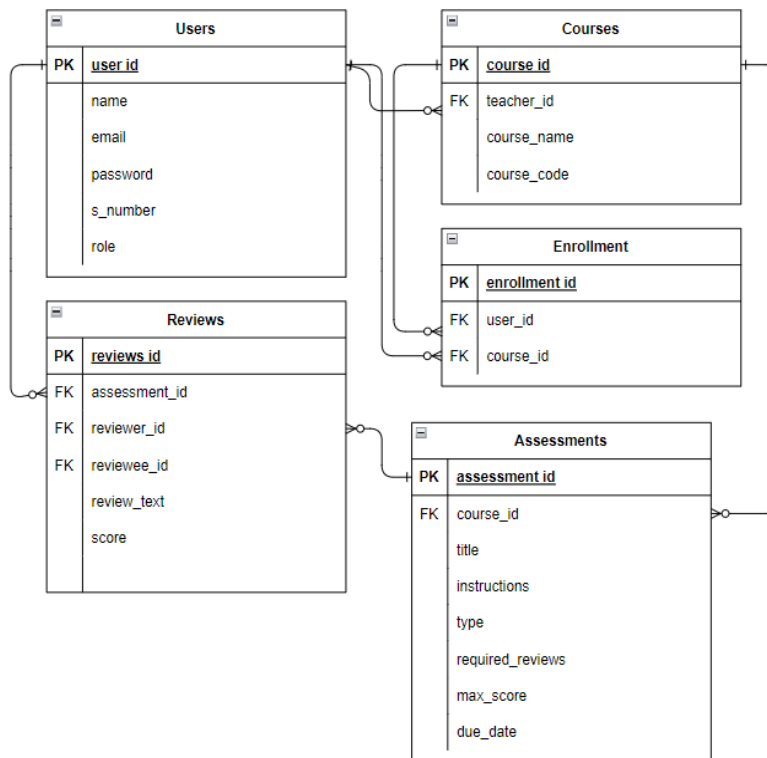 Users
PK user id
name
email
password
s_number
role
Courses
PK course id
FK teacher_id
course_name
course_code
Enrollment
PK enrollment id
FK user_id
FK course_id
Reviews
PK reviews id
FK assessment_id
FK reviewer_id
FK reviewee_id
review_text
score
Assessments
PK assessment id
FK course_id
title
instructions
type
required_reviews
max_score
due_date